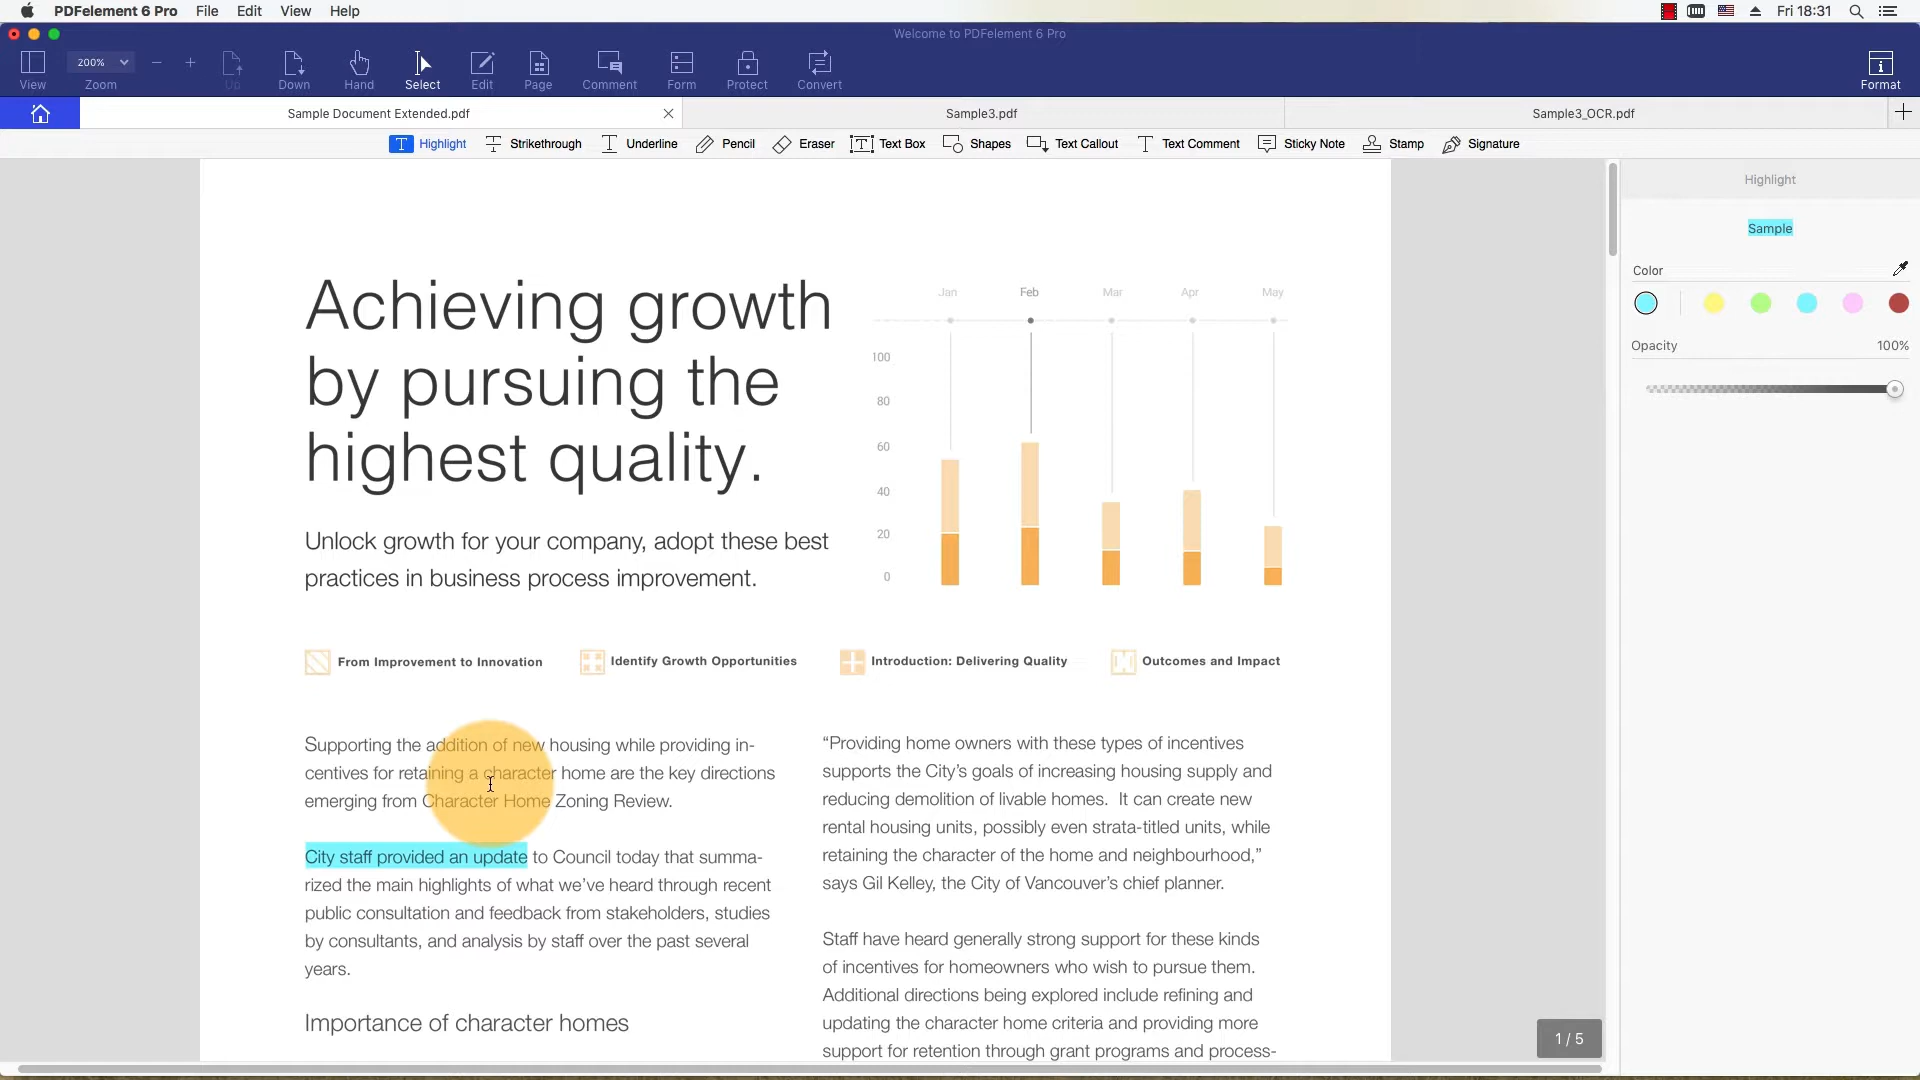 PDFelement 6 Pro File Edit View Help Fri 18:31
Welcome to PDFelement 6 Pro
200%
View Zoom Up Down Hand Select Edit Page Comment Form Protect Convert Format
Sample Document Extended.pdf Sample3.pdf Sample3_OCR.pdf
Highlight Strikethrough Underline Pencil Eraser Text Box Shapes Text Callout Text Comment Sticky Note Stamp Signature
Highlight
Sample
Color
Opacity 100%
Achieving growth
by pursuing the
highest quality.
Unlock growth for your company, adopt these best
practices in business process improvement.
Jan Feb Mar Apr May
100
80
60
40
20
0
From Improvement to Innovation
Identify Growth Opportunities
Introduction: Delivering Quality
Outcomes and Impact
Supporting the addition of new housing while providing in-
centives for retaining a character home are the key directions
emerging from Character Home Zoning Review.
City staff provided an update to Council today that summa-
rized the main highlights of what we’ve heard through recent
public consultation and feedback from stakeholders, studies
by consultants, and analysis by staff over the past several
years.
Importance of character homes
“Providing home owners with these types of incentives
supports the City’s goals of increasing housing supply and
reducing demolition of livable homes.  It can create new
rental housing units, possibly even strata-titled units, while
retaining the character of the home and neighbourhood,”
says Gil Kelley, the City of Vancouver’s chief planner.
Staff have heard generally strong support for these kinds
of incentives for homeowners who wish to pursue them.
Additional directions being explored include refining and
updating the character home criteria and providing more
support for retention through grant programs and process-
1 / 5